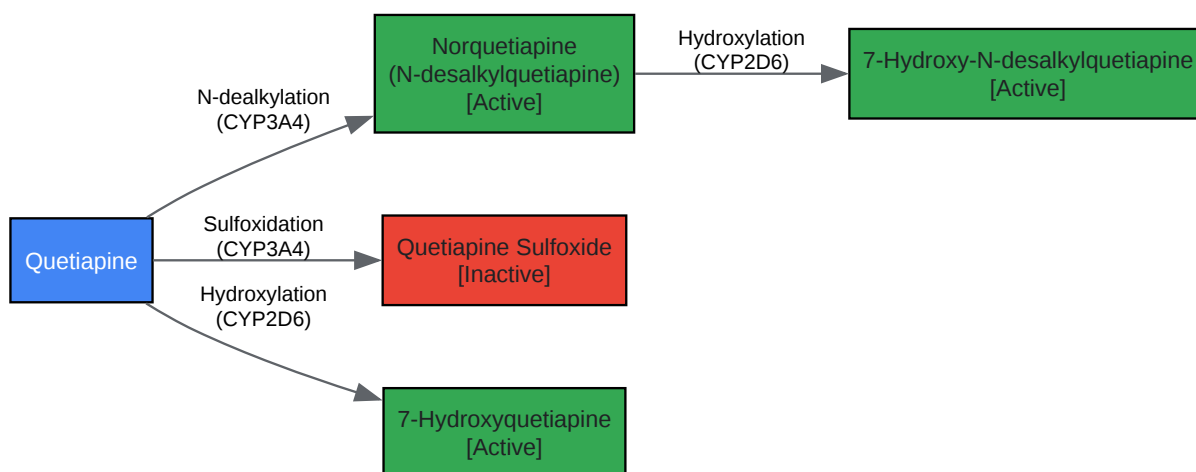 Norquetiapine
(N-desalkylquetiapine)
[Active]
Hydroxylation
(CYP2D6)
7-Hydroxy-N-desalkylquetiapine
[Active]
N-dealkylation
(CYP3A4)
Quetiapine
Sulfoxidation
(CYP3A4)
Quetiapine Sulfoxide
[Inactive]
Hydroxylation
(CYP2D6)
7-Hydroxyquetiapine
[Active]